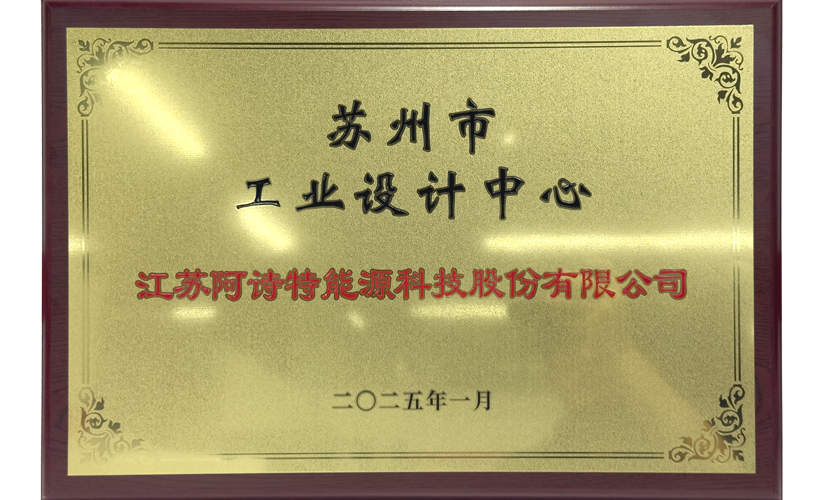 苏州市
工业设计中心
江苏阿诗特能源科技股份有限公司
二〇二五年一月